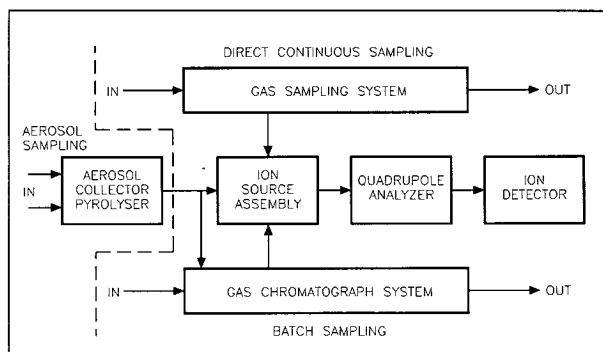 DIRECT CONTINUOUS SAMPLING
IN
GAS SAMPLING SYSTEM
OUT
AEROSOL
SAMPLING
IN
AEROSOL
COLLECTOR
PYROLYSER
ION
SOURCE
ASSEMBLY
QUADRUPOLE
ANALYZER
ION
DETECTOR
IN
GAS CHROMATOGRAPH SYSTEM
OUT
BATCH SAMPLING